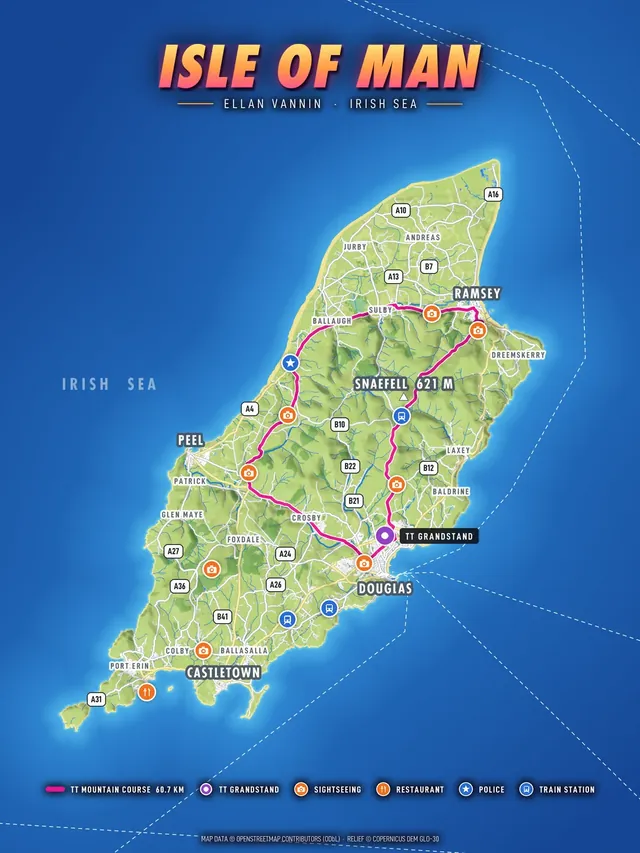 ISLE OF MAN
ELLAN VANNIN · IRISH SEA
A16
A10
ANDREAS
JURBY
B7
A13
RAMSEY
SULBY
BALLAUGH
DREEMSKERRY
IRISH SEA
SNAEFELL 621 M
A4
B10
PEEL
LAXEY
B22
B12
PATRICK
BALDRINE
B21
GLEN MAYE
CROSBY
TT GRANDSTAND
FOXDALE
A27
A24
A36
A26
DOUGLAS
B41
COLBY
BALLASALLA
PORT ERIN
CASTLETOWN
A31
TT MOUNTAIN COURSE 60.7 KM
TT GRANDSTAND
SIGHTSEEING
RESTAURANT
POLICE
TRAIN STATION
MAP DATA © OPENSTREETMAP CONTRIBUTORS (ODbL) · RELIEF © COPERNICUS DEM GLO-30